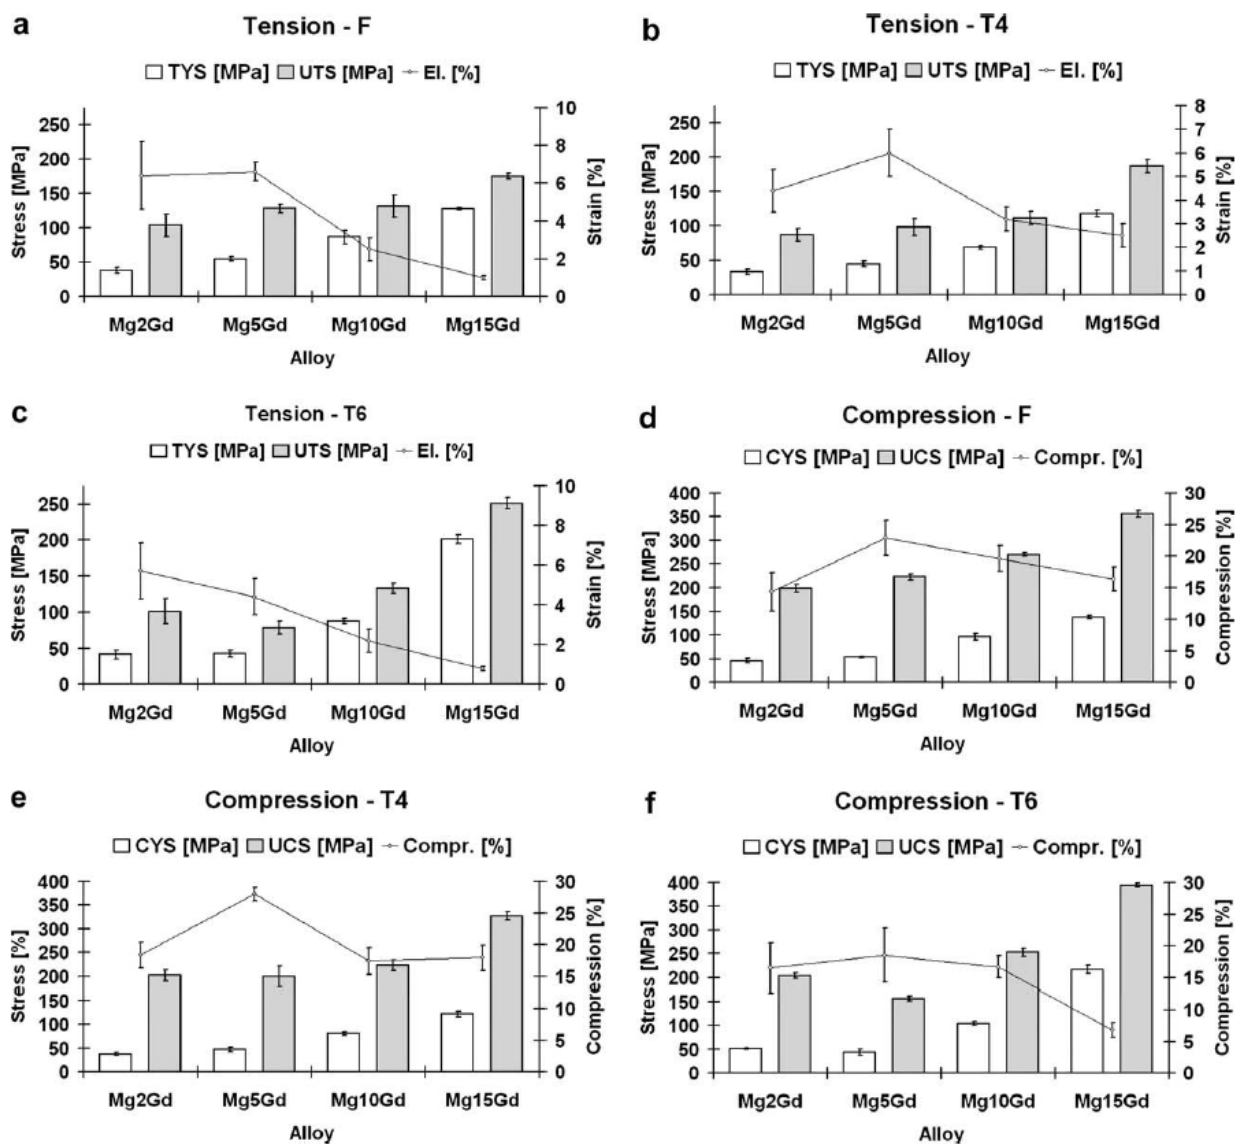 a
Tension - F
TYS [MPa] UTS [MPa] El. [%]
Stress [MPa]
250
200
150
100
50
0
10
8
6
4
2
0
Strain [%]
Mg2Gd Mg5Gd Mg10Gd Mg15Gd
Alloy
b
Tension - T4
TYS [MPa] UTS [MPa] El. [%]
Stress [MPa]
250
200
150
100
50
0
8
7
6
5
4
3
2
1
0
Strain [%]
Mg2Gd Mg5Gd Mg10Gd Mg15Gd
Alloy
c
Tension - T6
TYS [MPa] UTS [MPa] El. [%]
Stress [MPa]
250
200
150
100
50
0
10
8
6
4
2
0
Strain [%]
Mg2Gd Mg5Gd Mg10Gd Mg15Gd
Alloy
d
Compression - F
CYS [MPa] UCS [MPa] Compr. [%]
Stress [MPa]
400
350
300
250
200
150
100
50
0
30
25
20
15
10
5
0
Compression [%]
Mg2Gd Mg5Gd Mg10Gd Mg15Gd
Alloy
e
Compression - T4
CYS [MPa] UCS [MPa] Compr. [%]
Stress [%]
400
350
300
250
200
150
100
50
0
30
25
20
15
10
5
0
Compression [%]
Mg2Gd Mg5Gd Mg10Gd Mg15Gd
Alloy
f
Compression - T6
CYS [MPa] UCS [MPa] Compr. [%]
Stress [MPa]
400
350
300
250
200
150
100
50
0
30
25
20
15
10
5
0
Compression [%]
Mg2Gd Mg5Gd Mg10Gd Mg15Gd
Alloy